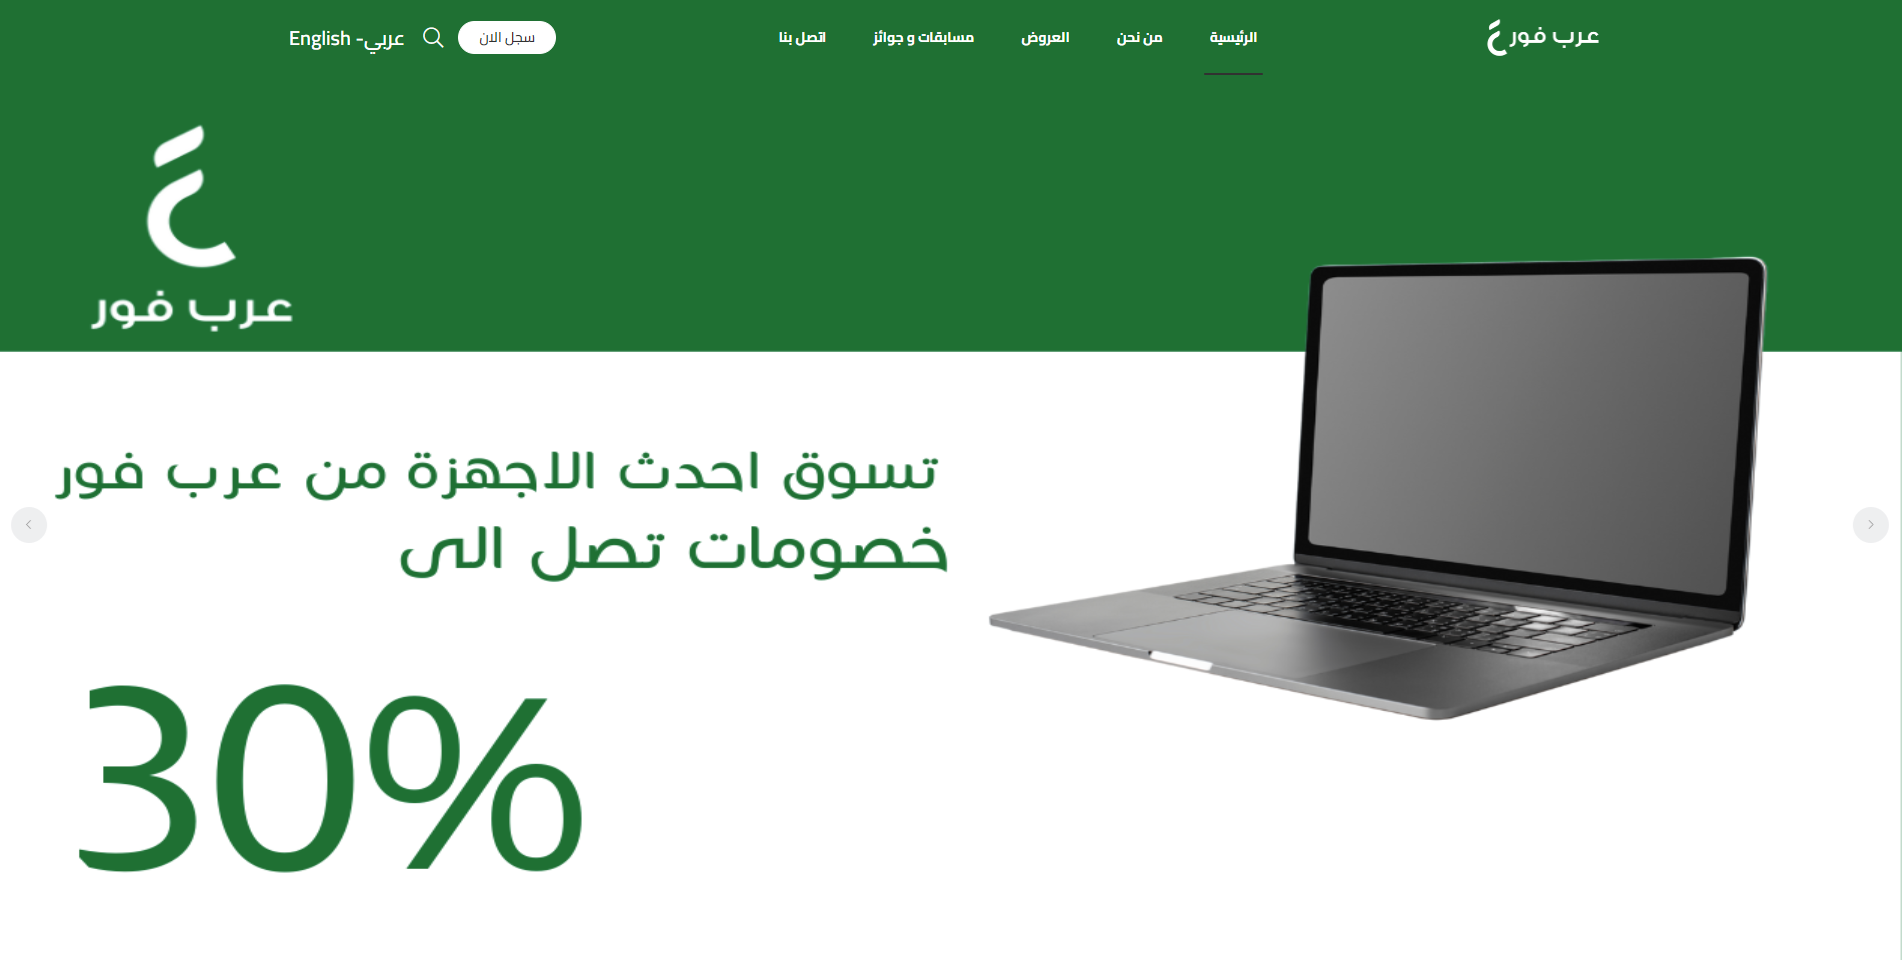 عرب فور
الرئيسية
من نحن
العروض
مسابقات و جوائز
اتصل بنا
سجل الان
عربي- English
عرب فور
تسوق احدث الاجهزة من عرب فور
خصومات تصل الى
30%